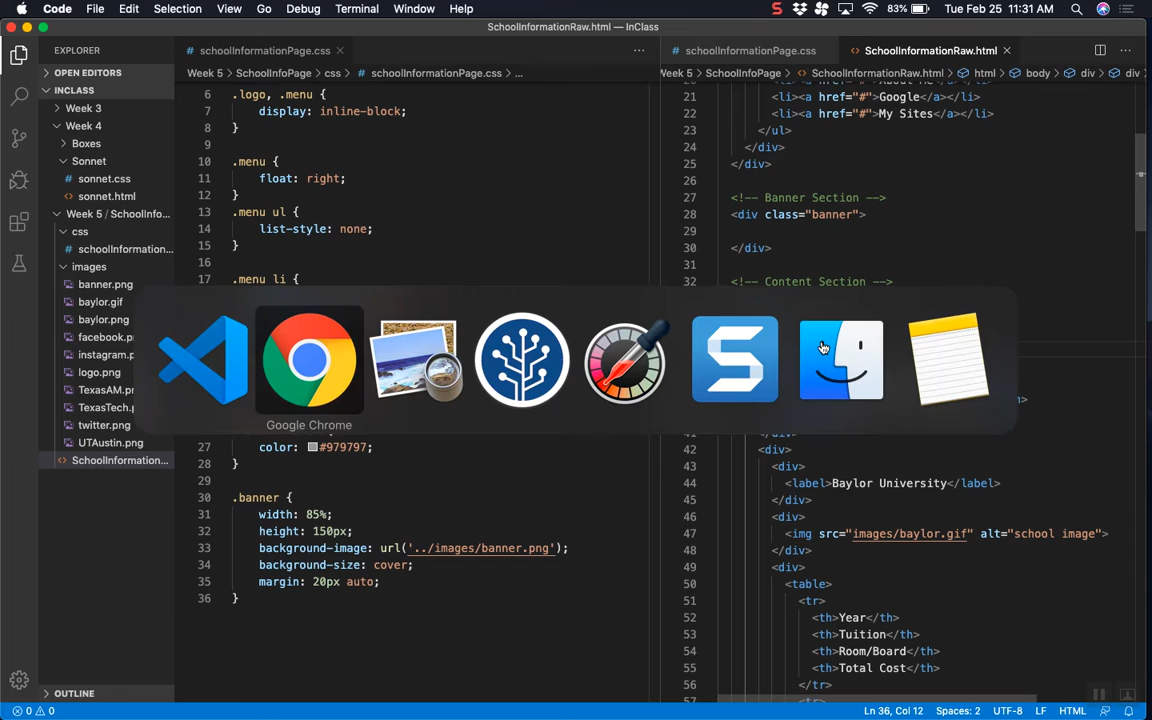 Code File Edit Selection View Go Debug Terminal Window Help
83% Tue Feb 25 11:31 AM
SchoolInformationRaw.html — InClass
EXPLORER
OPEN EDITORS
INCLASS
Week 3
Week 4
Boxes
Sonnet
sonnet.css
sonnet.html
Week 5 / SchoolInfo...
css
schoolInformation...
images
banner.png
baylor.gif
baylor.png
facebook.p
instagram.p
logo.png
TexasAM.p
TexasTech.p
twitter.png
UTAustin.png
SchoolInformation...
OUTLINE
# schoolInformationPage.css ×
Week 5 > SchoolInfoPage > css > # schoolInformationPage.css > ...
6 .logo, .menu {
7 display: inline-block;
8 }
9
10 .menu {
11 float: right;
12 }
13 .menu ul {
14 list-style: none;
15 }
16
17 .menu li {
27 color: #979797;
28 }
29
30 .banner {
31 width: 85%;
32 height: 150px;
33 background-image: url('../images/banner.png');
34 background-size: cover;
35 margin: 20px auto;
36 }
# schoolInformationPage.css <> SchoolInformationRaw.html ×
Week 5 > SchoolInfoPage > <> SchoolInformationRaw.html > html > body > div > div
21 <li><a href="#">Google</a></li>
22 <li><a href="#">My Sites</a></li>
23 </ul>
24 </div>
25 </div>
26
27 <!-- Banner Section -->
28 <div class="banner">
29
30 </div>
31
32 <!-- Content Section -->
42 <div>
43 <div>
44 <label>Baylor University</label>
45 </div>
46 <div>
47 <img src="images/baylor.gif" alt="school image">
48 </div>
49 <div>
50 <table>
51 <tr>
52 <th>Year</th>
53 <th>Tuition</th>
54 <th>Room/Board</th>
55 <th>Total Cost</th>
56 </tr>
Google Chrome
0 0
Ln 36, Col 12 Spaces: 2 UTF-8 LF HTML